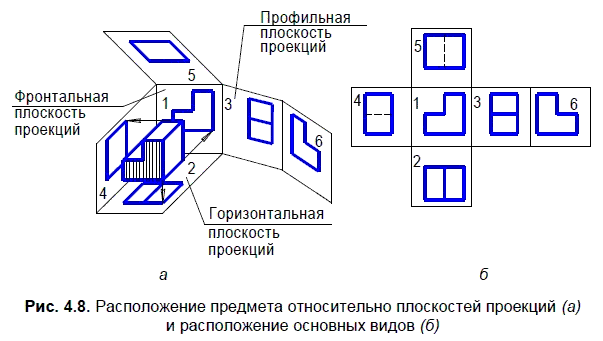 Профильная
плоскость
проекций
Фронтальная
плоскость
проекций
5
1
3
6
2
4
Горизонтальная
плоскость
проекций
а
5
4
1
3
6
2
б
Рис. 4.8. Расположение предмета относительно плоскостей проекций (а)
и расположение основных видов (б)